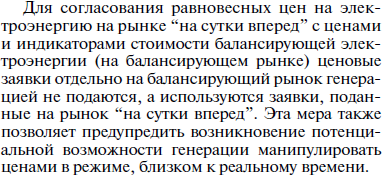 Для согласования равновесных цен на элек-
троэнергию на рынке “на сутки вперед” с ценами
и индикаторами стоимости балансирующей элек-
троэнергии (на балансирующем рынке) ценовые
заявки отдельно на балансирующий рынок генера-
цией не подаются, а используются заявки, подан-
ные на рынок “на сутки вперед”. Эта мера также
позволяет предупредить возникновение потенци-
альной возможности генерации манипулировать
ценами в режиме, близком к реальному времени.